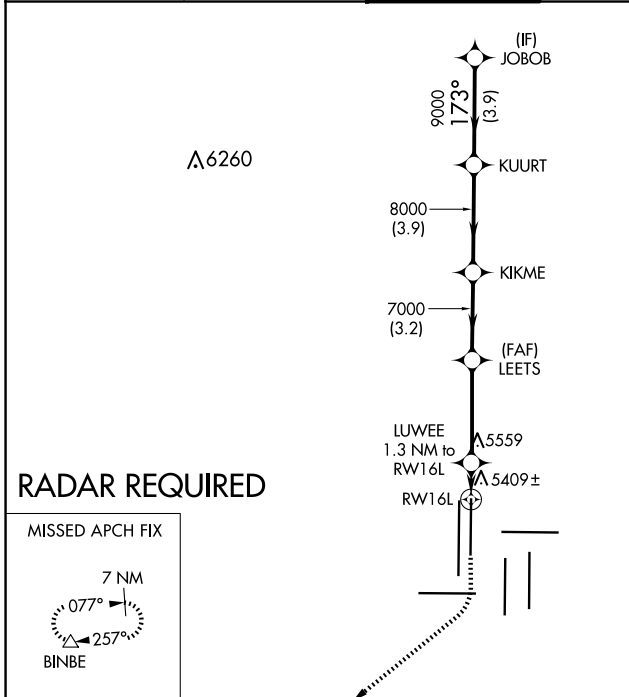 (IF)
JOBOB
9000
173°
(3.9)
6260
KUURT
8000
(3.9)
KIKME
7000
(3.2)
(FAF)
LEETS
LUWEE
1.3 NM to
RW16L
5559
5409±
RW16L
RADAR REQUIRED
MISSED APCH FIX
7 NM
077°
257°
BINBE